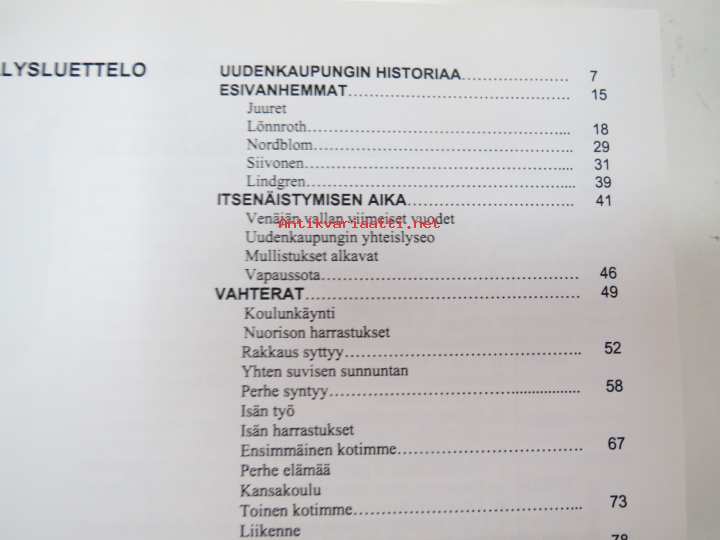 LYSLUETTELO
UUDENKAUPUNGIN HISTORIAA.................... 7
ESIVANHEMMAT.......................................... 15
Juuret
Lönnroth.................................................. 18
Nordblom................................................. 29
Siivonen................................................... 31
Lindgren................................................... 39
ITSENÄISTYMISEN AIKA................................ 41
Venäjän vallan viimeiset vuodet
Antikvariaatti.net
Uudenkaupungin yhteislyseo
Mullistukset alkavat
Vapaussota................................................ 46
VAHTERAT................................................... 49
Koulunkäynti
Nuorison harrastukset
Rakkaus syttyy.......................................... 52
Yhten suvisen sunnuntan
Perhe syntyy.............................................. 58
Isän työ
Isän harrastukset
Ensimmäinen kotimme................................ 67
Perhe elämää
Kansakoulu
Toinen kotimme......................................... 73
Liikenne
78